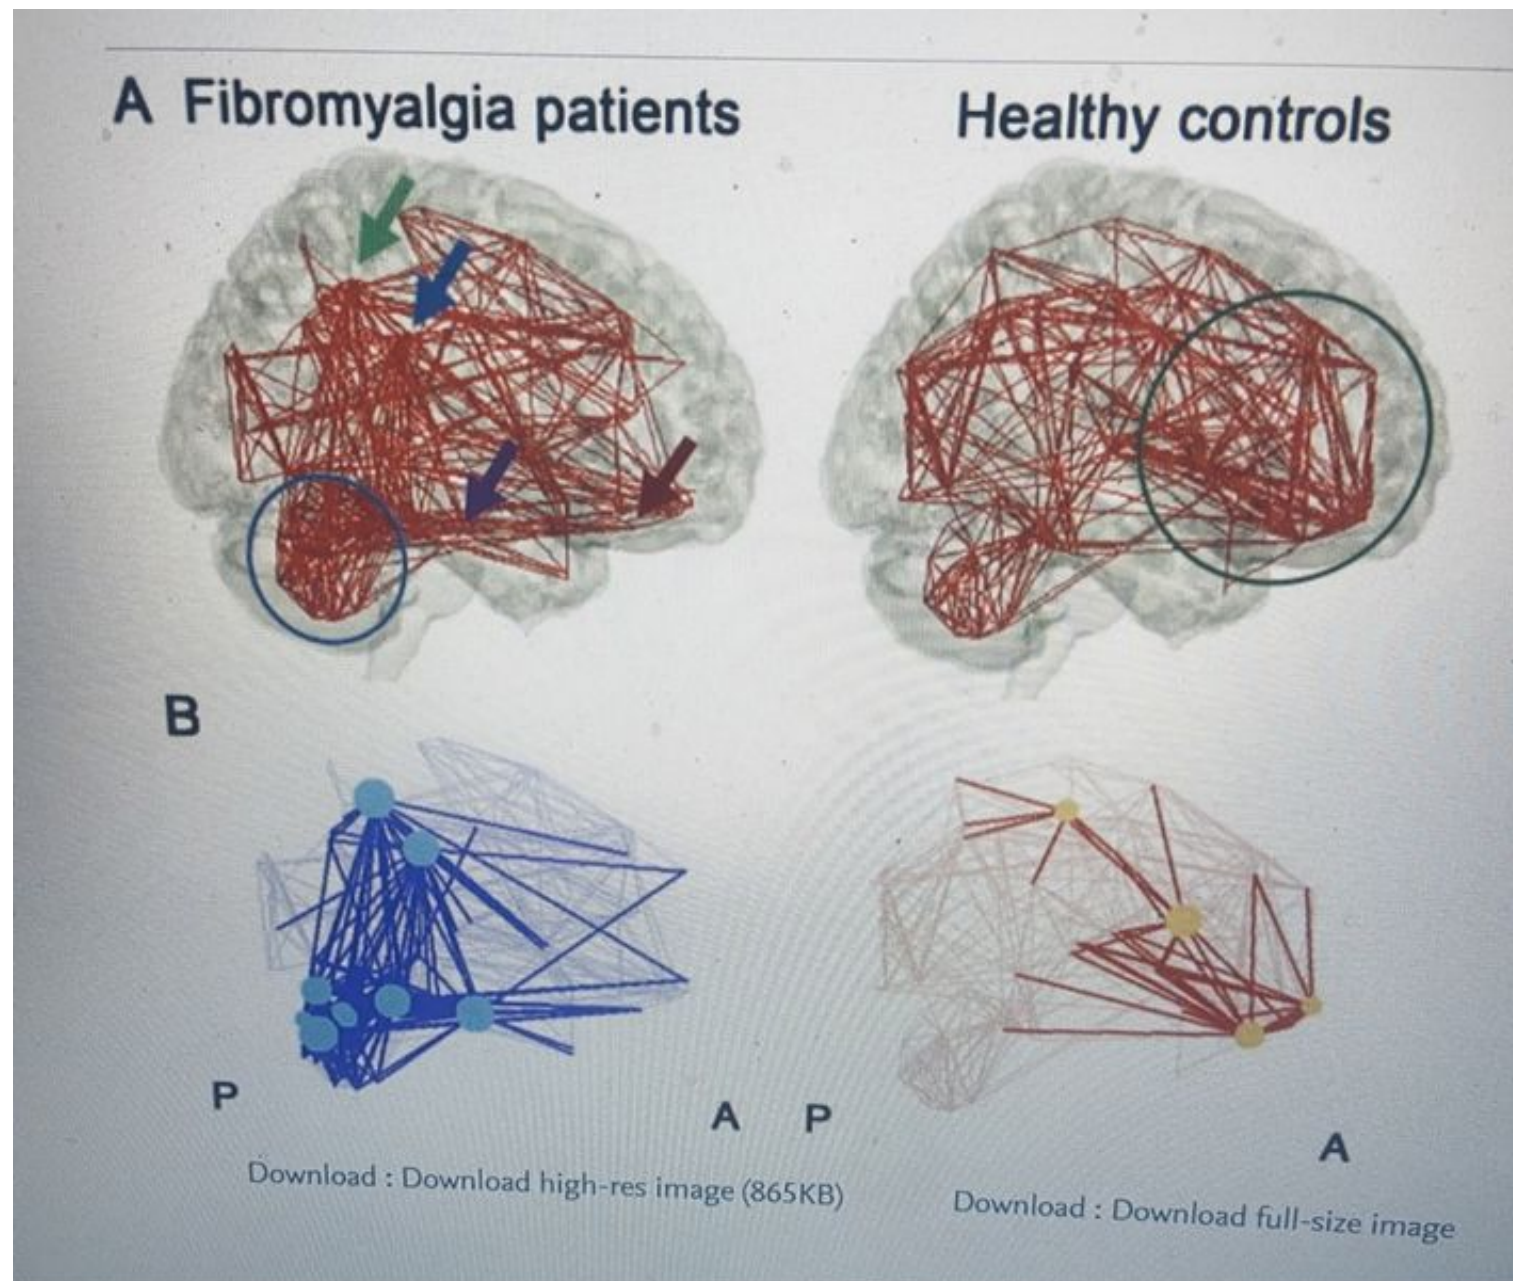 A Fibromyalgia patients
Healthy controls
B
P
A
P
A
Download : Download high-res image (865KB)
Download : Download full-size image